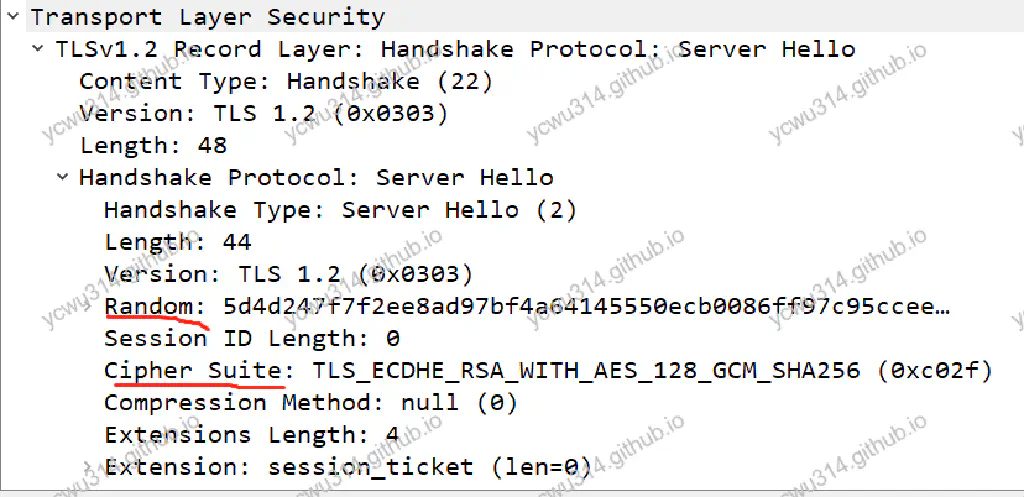 Transport Layer Security
TLSv1.2 Record Layer: Handshake Protocol: Server Hello
Content Type: Handshake (22)
Version: TLS 1.2 (0x0303)
Length: 48
Handshake Protocol: Server Hello
Handshake Type: Server Hello (2)
Length: 44
Version: TLS 1.2 (0x0303)
Random: 5d4d247f7f2ee8ad97bf4a64145550ecb0086ff97c95ccee…
Session ID Length: 0
Cipher Suite: TLS_ECDHE_RSA_WITH_AES_128_GCM_SHA256 (0xc02f)
Compression Method: null (0)
Extensions Length: 4
Extension: session_ticket (len=0)
ycwu314.github.io
ycwu314.github.io
ycwu314.github.io
ycwu314.github.io
ycwu314.github.io
ycwu314.github.io
ycwu314.github.io
ycwu314.github.io
ycwu314.github.io
ycwu314.github.io
ycwu314.github.io
ycwu314.github.io